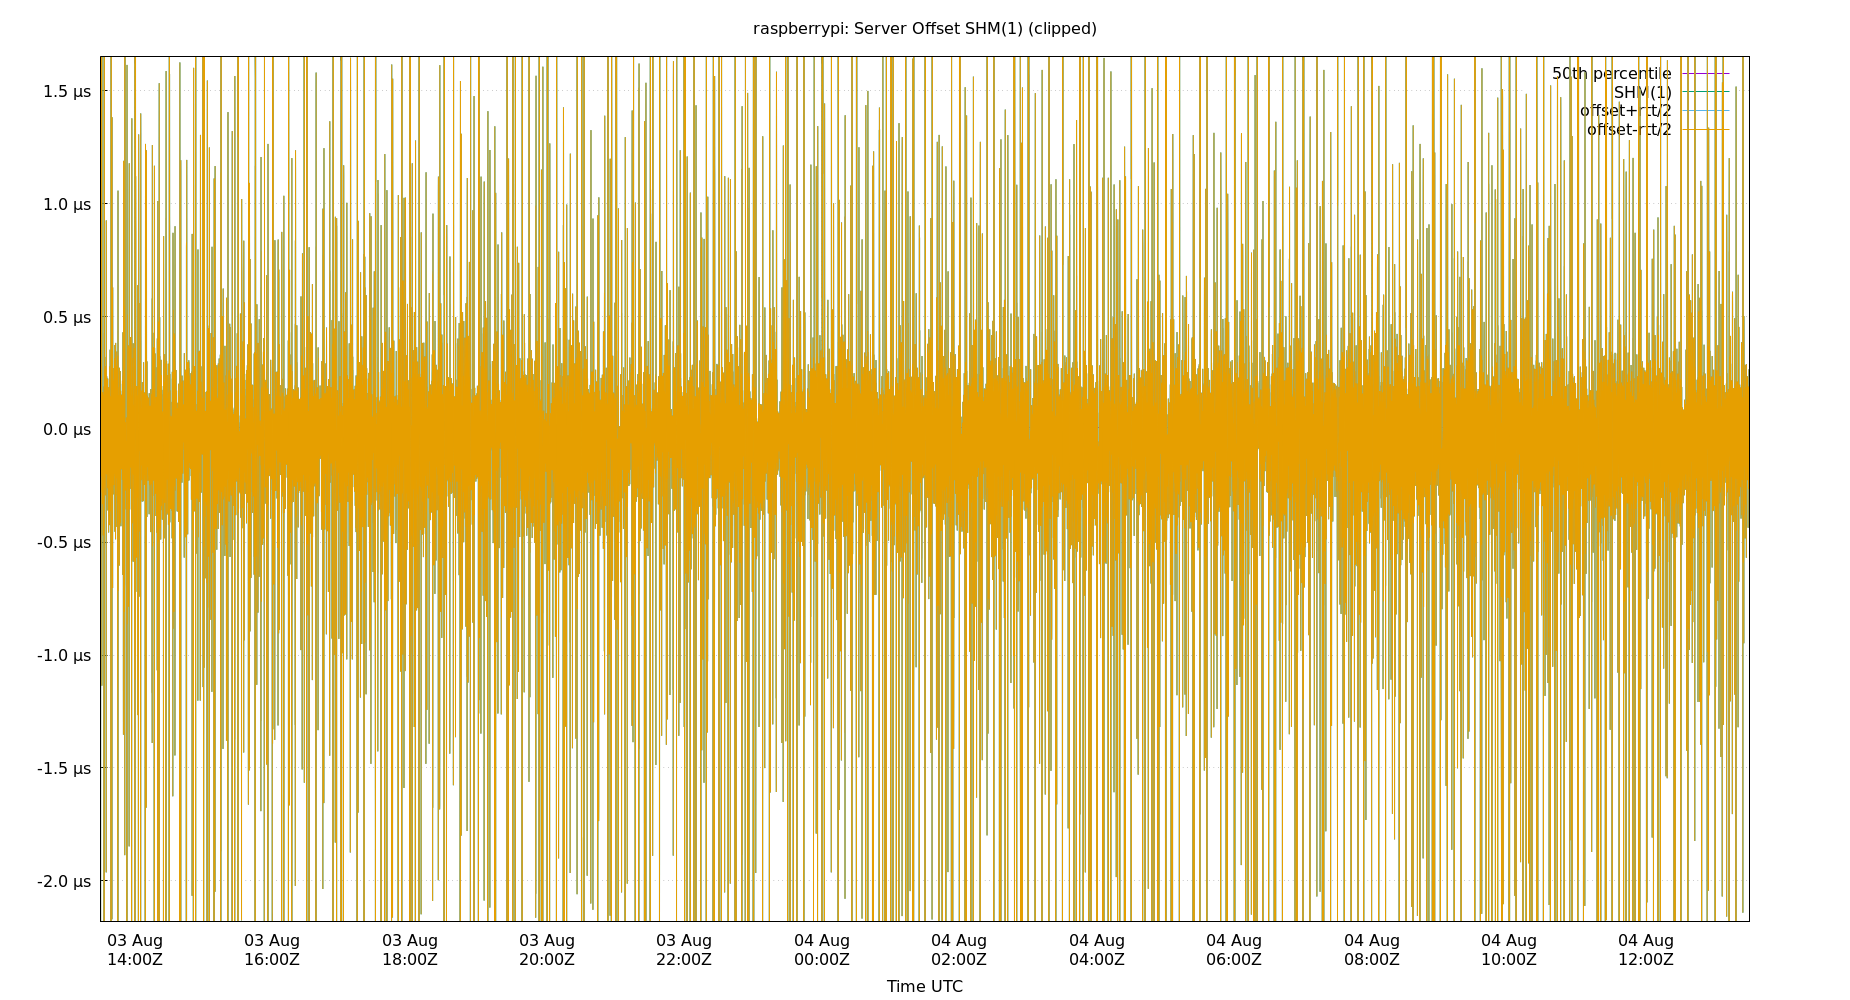 raspberrypi: Server Offset SHM(1) (clipped)
50th percentile
SHM(1)
offset+rtt/2
offset-rtt/2
1.5 µs
1.0 µs
0.5 µs
0.0 µs
-0.5 µs
-1.0 µs
-1.5 µs
-2.0 µs
03 Aug 03 Aug 03 Aug 03 Aug 03 Aug 04 Aug 04 Aug 04 Aug 04 Aug 04 Aug 04 Aug 04 Aug
14:00Z 16:00Z 18:00Z 20:00Z 22:00Z 00:00Z 02:00Z 04:00Z 06:00Z 08:00Z 10:00Z 12:00Z
Time UTC